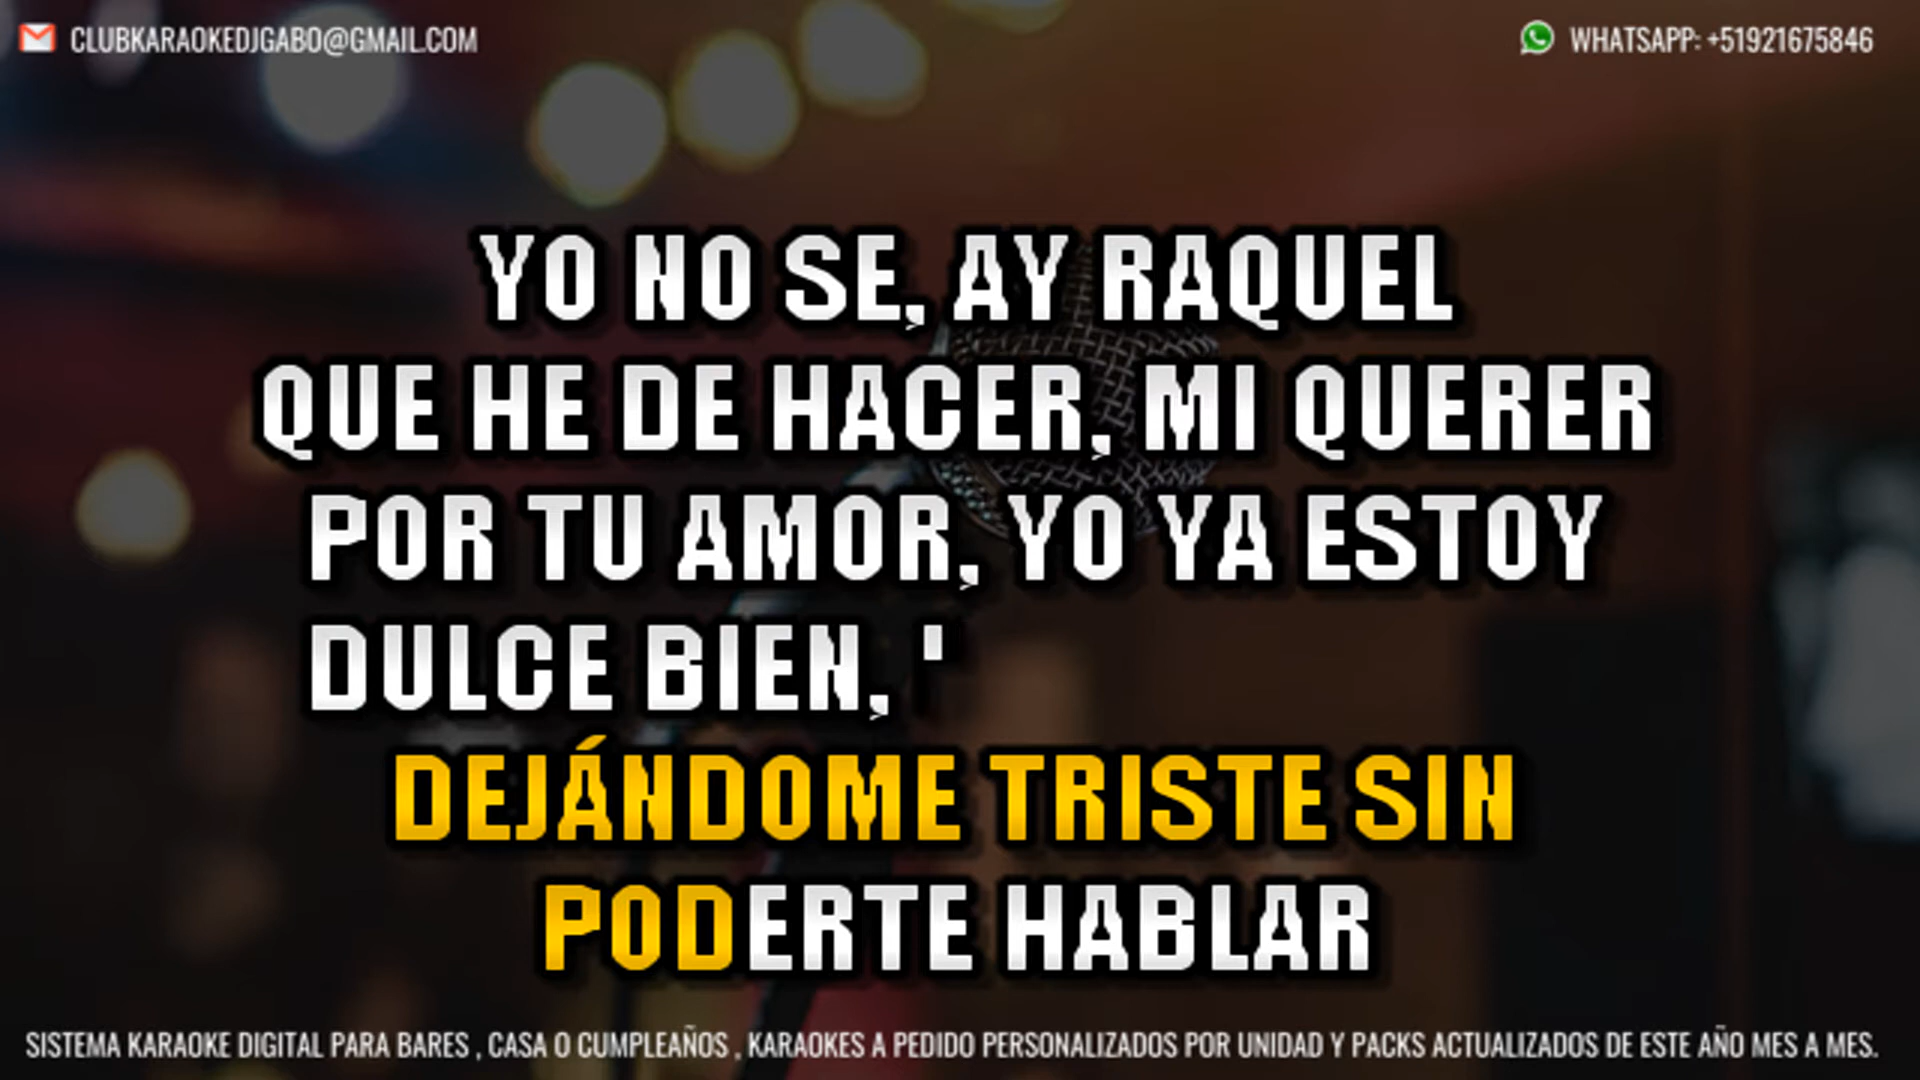 CLUBKARAOKEDJGABO@GMAIL.COM
WHATSAPP: +51921675846
YO NO SE, AY RAQUEL
QUE HE DE HACER, MI QUERER
POR TU AMOR, YO YA ESTOY
DULCE BIEN, '
DEJÁNDOME TRISTE SIN
PODERTE HABLAR
SISTEMA KARAOKE DIGITAL PARA BARES , CASA O CUMPLEAÑOS , KARAOKES A PEDIDO PERSONALIZADOS POR UNIDAD Y PACKS ACTUALIZADOS DE ESTE AÑO MES A MES.